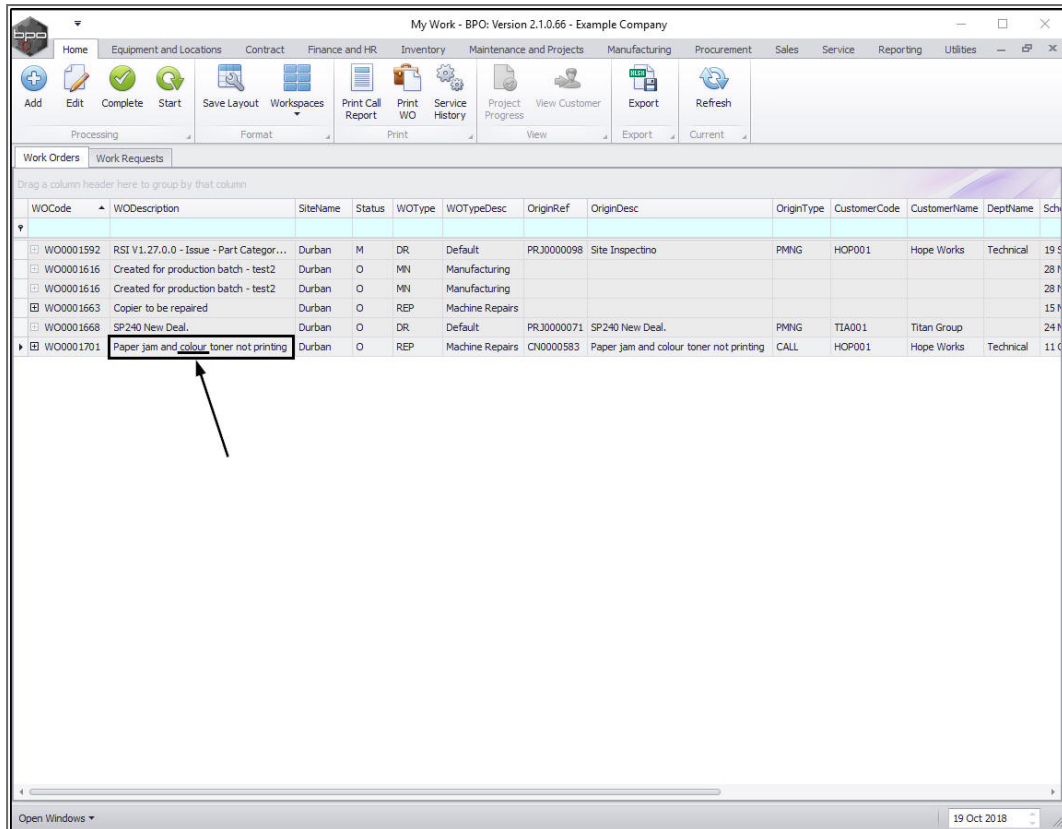 My Work - BPO: Version 2.1.0.66 - Example Company
bpo
Home Equipment and Locations Contract Finance and HR Inventory Maintenance and Projects Manufacturing Procurement Sales Service Reporting Utilities
Add Edit Complete Start Save Layout Workspaces Print Call Report Print WO Service History Project Progress View Customer Export Refresh
Processing Format Print View Export Current
Work Orders Work Requests
Drag a column header here to group by that column
WOCode WODescription SiteName Status WOType WOTypeDesc OriginRef OriginDesc OriginType CustomerCode CustomerName DeptName Sch
WO0001592 RSI V1.27.0.0 - Issue - Part Categor... Durban M DR Default PRJ0000098 Site Inspectino PMNG HOP001 Hope Works Technical 19 S
WO0001616 Created for production batch - test2 Durban O MN Manufacturing 28
WO0001616 Created for production batch - test2 Durban O MN Manufacturing 28
WO0001663 Copier to be repaired Durban O REP Machine Repairs 15
WO0001668 SP240 New Deal. Durban O DR Default PRJ0000071 SP240 New Deal. PMNG TIA001 Titan Group 24
WO0001701 Paper jam and colour toner not printing Durban O REP Machine Repairs CN0000583 Paper jam and colour toner not printing CALL HOP001 Hope Works Technical 11
Open Windows 19 Oct 2018